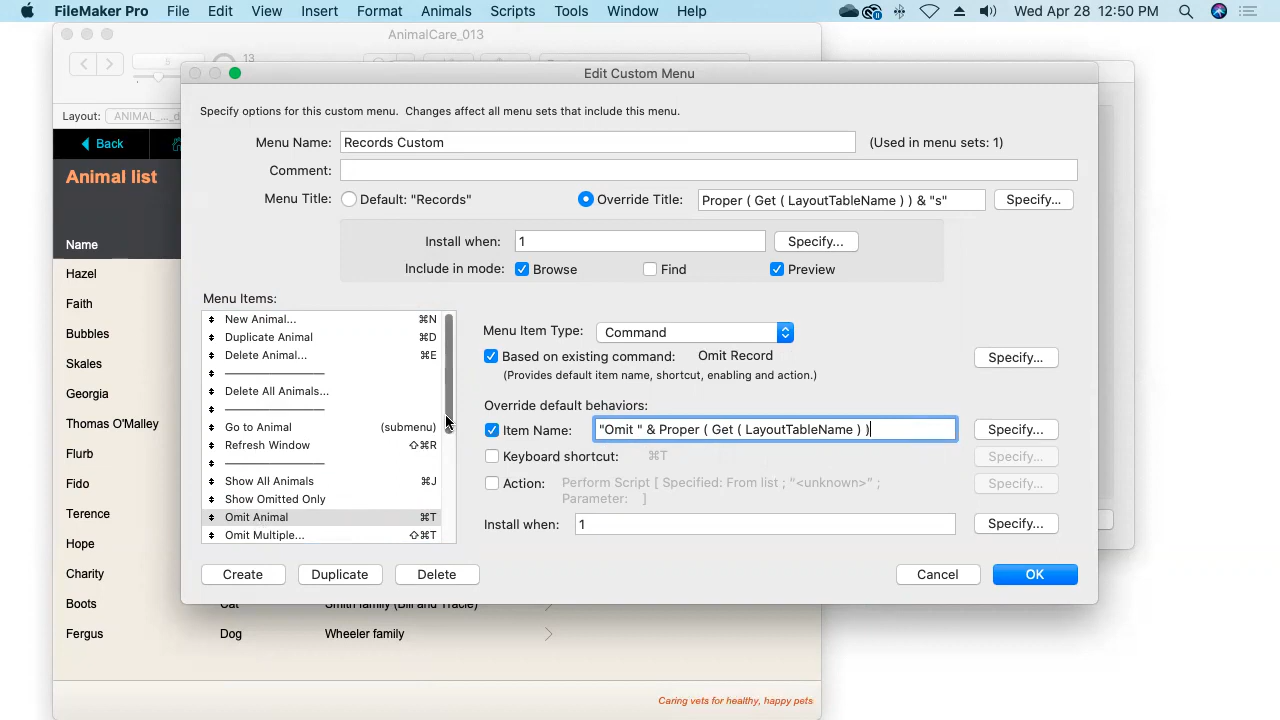 FileMaker Pro File Edit View Insert Format Animals Scripts Tools Window Help Wed Apr 28 12:50 PM
AnimalCare_013
13
Edit Custom Menu
Specify options for this custom menu. Changes affect all menu sets that include this menu.
Layout: ANIMAL_..._d
Menu Name: Records Custom (Used in menu sets: 1)
Back
Comment:
Animal list
Menu Title: Default: "Records" Override Title: Proper ( Get ( LayoutTableName ) ) & "s" Specify...
Install when: 1 Specify...
Name
Include in mode: Browse Find Preview
Hazel
Faith
Bubbles
Skales
Georgia
Thomas O'Malley
Flurb
Fido
Terence
Hope
Charity
Boots Cat Smith family (Bill and Tracie)
Fergus Dog Wheeler family
Menu Items:
New Animal... ⌘N
Duplicate Animal ⌘D
Delete Animal... ⌘E
Delete All Animals...
Go to Animal (submenu)
Refresh Window ⇧⌘R
Show All Animals ⌘J
Show Omitted Only
Omit Animal ⌘T
Omit Multiple... ⇧⌘T
Menu Item Type: Command
Based on existing command: Omit Record Specify...
(Provides default item name, shortcut, enabling and action.)
Override default behaviors:
Item Name: "Omit " & Proper ( Get ( LayoutTableName ) ) Specify...
Keyboard shortcut: ⌘T Specify...
Action: Perform Script [ Specified: From list ; "<unknown>" ; Specify...
Parameter: ]
Install when: 1 Specify...
Create Duplicate Delete Cancel OK
Caring vets for healthy, happy pets